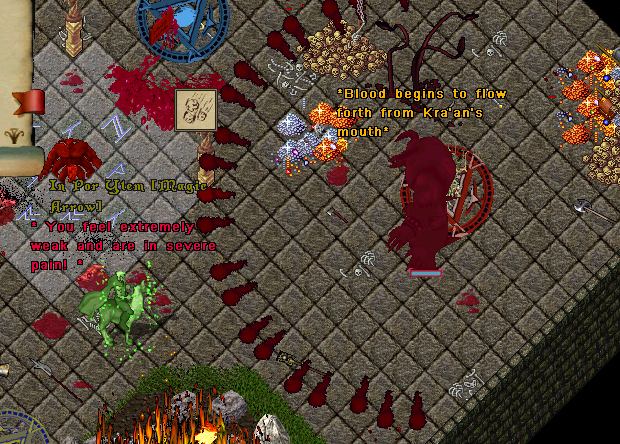 *Blood begins to flow
forth from Kra'an's
mouth*
In Por Ylem [Magic
Arrow]
* You feel extremely
weak and are in severe
pain! *